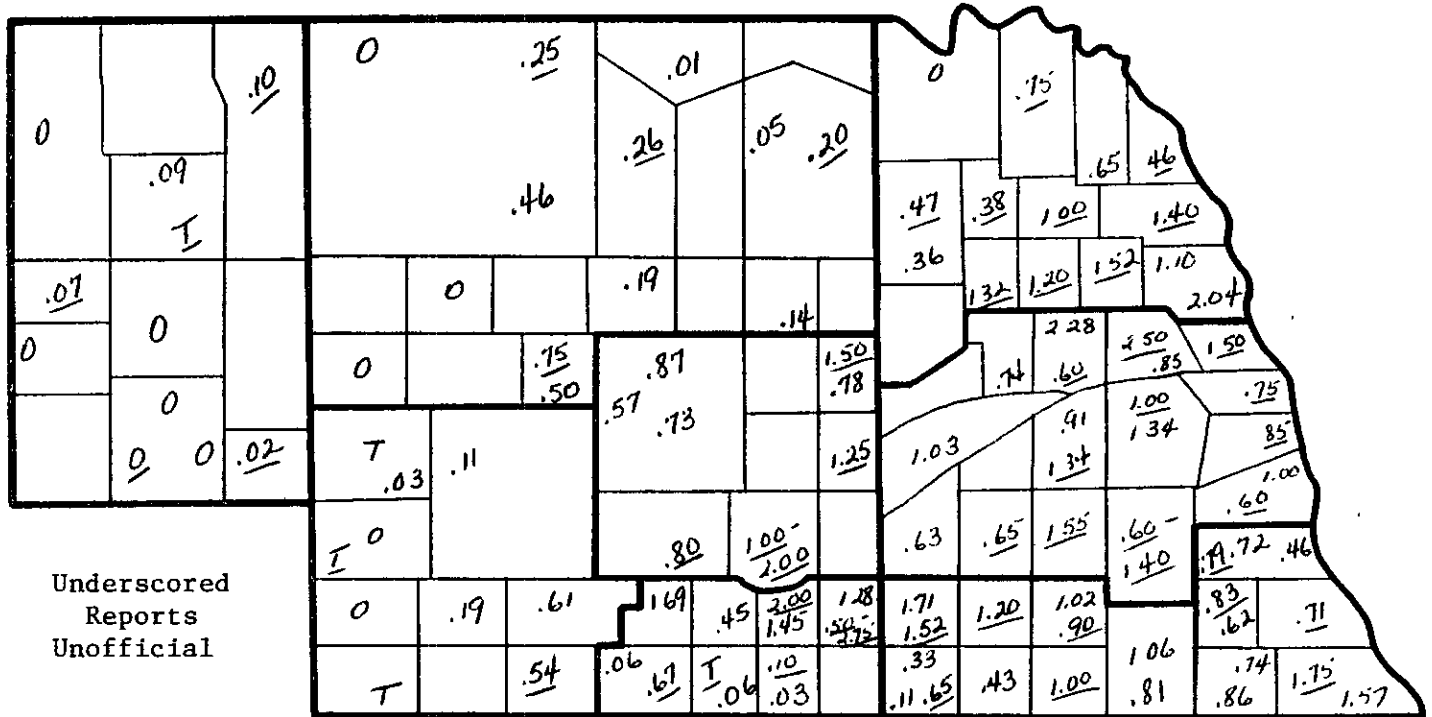 0 .25 .01 0 .75
.10
0 .26 .05 .20 .65 .46
.09
T .46 .47 .38 1.00 1.40
.36
.07 0 .19 1.32 1.20 1.52 1.10
0 .14 2.04
0 2.28 2.50 1.50
0 .75 .87 1.50 .74 .60 .85
.50 .78
0 .57 .73 1.00 .75
.91 1.34
0 0 .02 T .11 1.25 1.03 1.34 .85
.03 1.00
.60
T 0 .80 1.00- .63 .65 1.55 .60-
2.00 1.40
.72 .46
Underscored
Reports
Unofficial
0 .19 .61 1.69 .45 2.00 1.28 1.71 1.20 1.02 .83 .71
1.45 1.52 .90 .62
T .54 .06 .67 T .06 .10 .33 .43 1.00 1.06 .74 1.75
.03 .11 .65 .81 .86 1.57